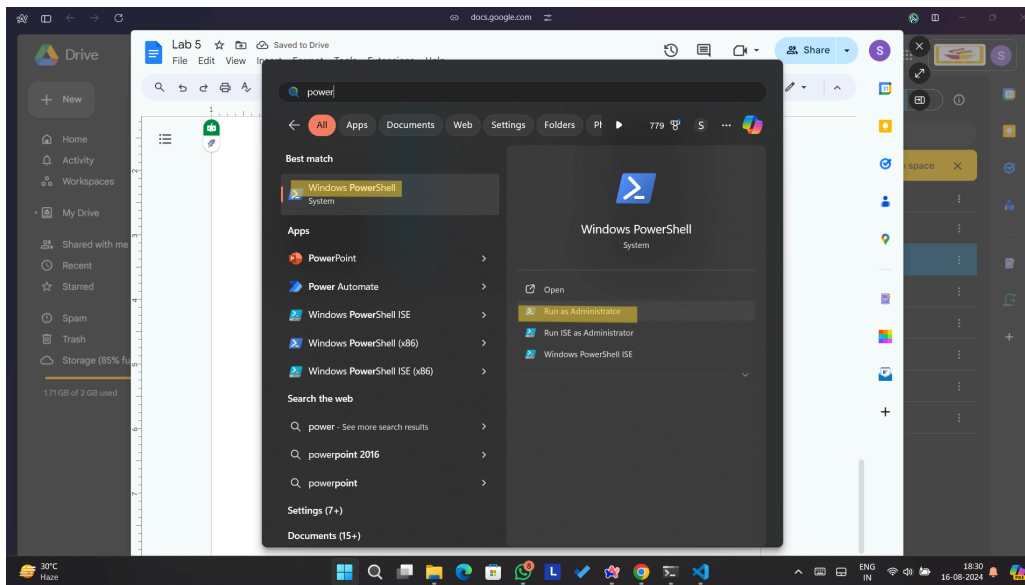 docs.google.com
Drive
New
Home
Activity
Workspaces
My Drive
Shared with me
Recent
Starred
Spam
Trash
Storage (85% fu
1.71 GB of 2 GB used
Lab 5
Saved to Drive
File Edit View
Share
S
S
space
1
power
All Apps Documents Web Settings Folders 779 S
Best match
Windows PowerShell
System
Apps
PowerPoint
Power Automate
Windows PowerShell ISE
Windows PowerShell (x86)
Windows PowerShell ISE (x86)
Search the web
power - See more search results
powerpoint 2016
powerpoint
Settings (7+)
Documents (15+)
Windows PowerShell
System
Open
Run as Administrator
Run ISE as Administrator
Windows PowerShell ISE
30°C
Haze
8
L
ENG
IN
18:30
16-08-2024